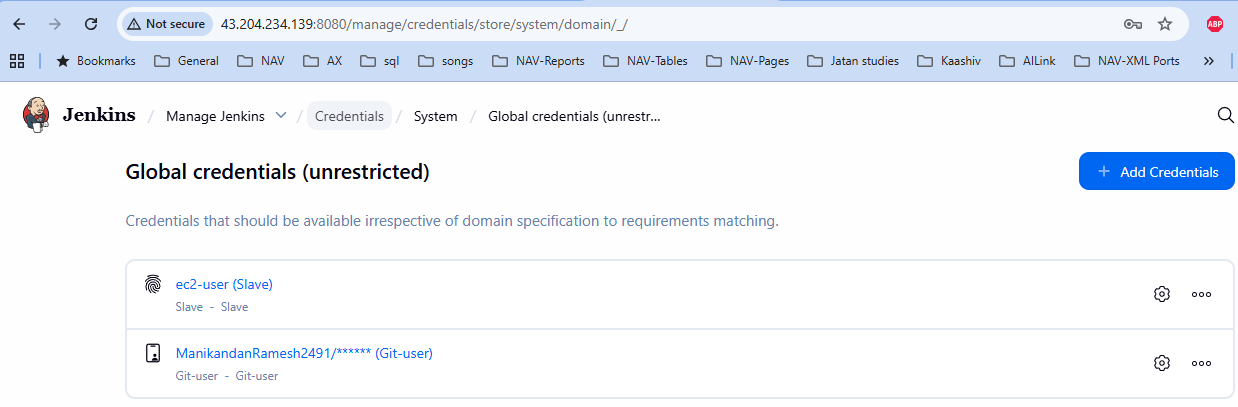 Not secure 43.204.234.139:8080/manage/credentials/store/system/domain/_/ ABP
Bookmarks General NAV AX sql songs NAV-Reports NAV-Tables NAV-Pages Jatan studies Kaashiv AILink NAV-XML Ports »
Jenkins / Manage Jenkins / Credentials / System / Global credentials (unrestr...
Global credentials (unrestricted)
+ Add Credentials
Credentials that should be available irrespective of domain specification to requirements matching.
ec2-user (Slave)
Slave - Slave
ManikandanRamesh2491/****** (Git-user)
Git-user - Git-user